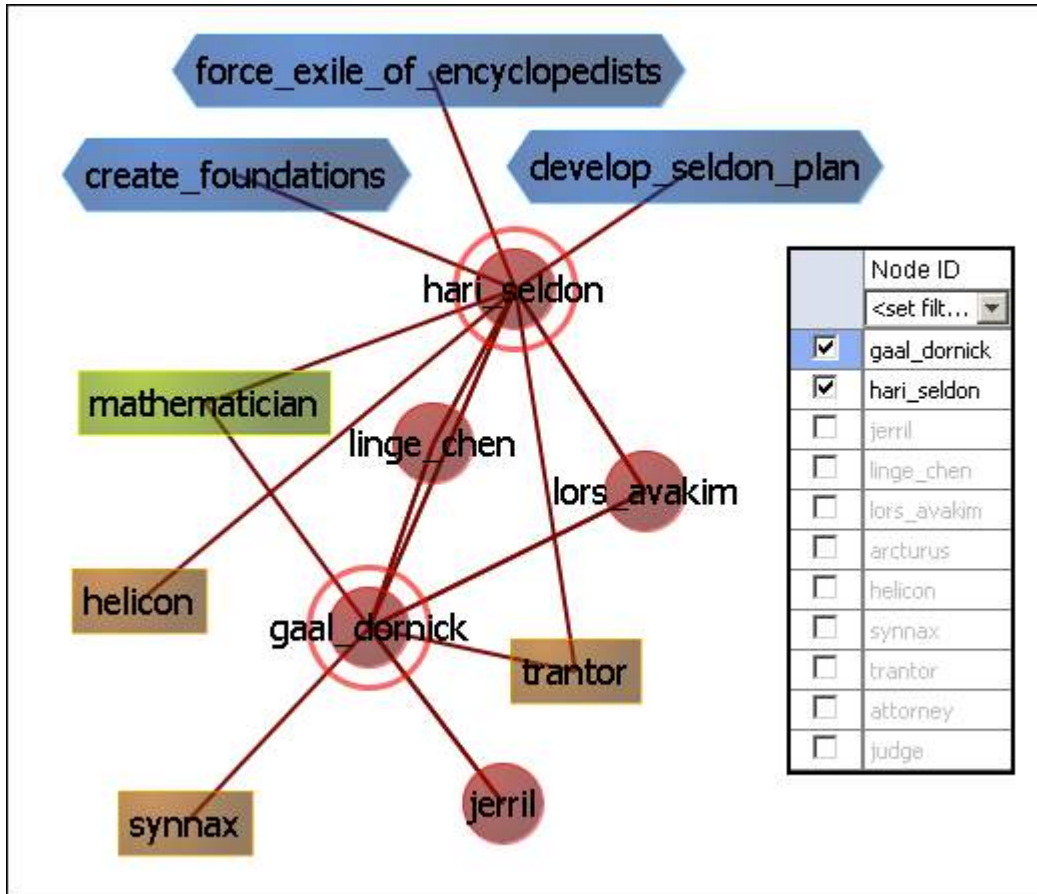 force_exile_of_encyclopedists
create_foundations
develop_seldon_plan
hari_seldon
mathematician
linge_chen
lors_avakim
helicon
gaal_dornick
trantor
synnax
jerril
Node ID
<set filt...
gaal_dornick
hari_seldon
jerril
linge_chen
lors_avakim
arcturus
helicon
synnax
trantor
attorney
judge